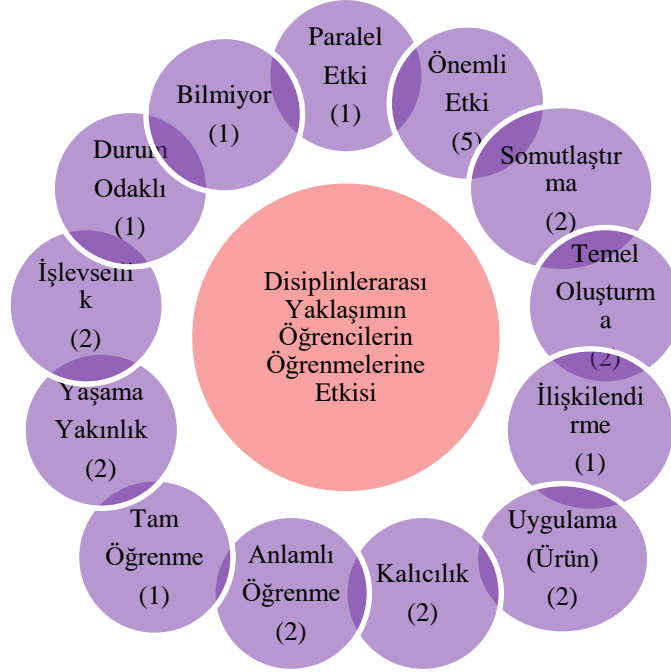 Paralel
Etki
(1)
Önemli
Etki
(5)
Somutlaştır
ma
(2)
Temel
Oluşturm
a
(2)
İlişkilendi
rme
(1)
Uygulama
(Ürün)
(2)
Kalıcılık
(2)
Anlamlı
Öğrenme
(2)
Tam
Öğrenme
(1)
Yaşama
Yakınlık
(2)
İşlevselli
k
(2)
Durum
Odaklı
(1)
Bilmiyor
(1)
Disiplinlerarası
Yaklaşımın
Öğrencilerin
Öğrenmelerine
Etkisi